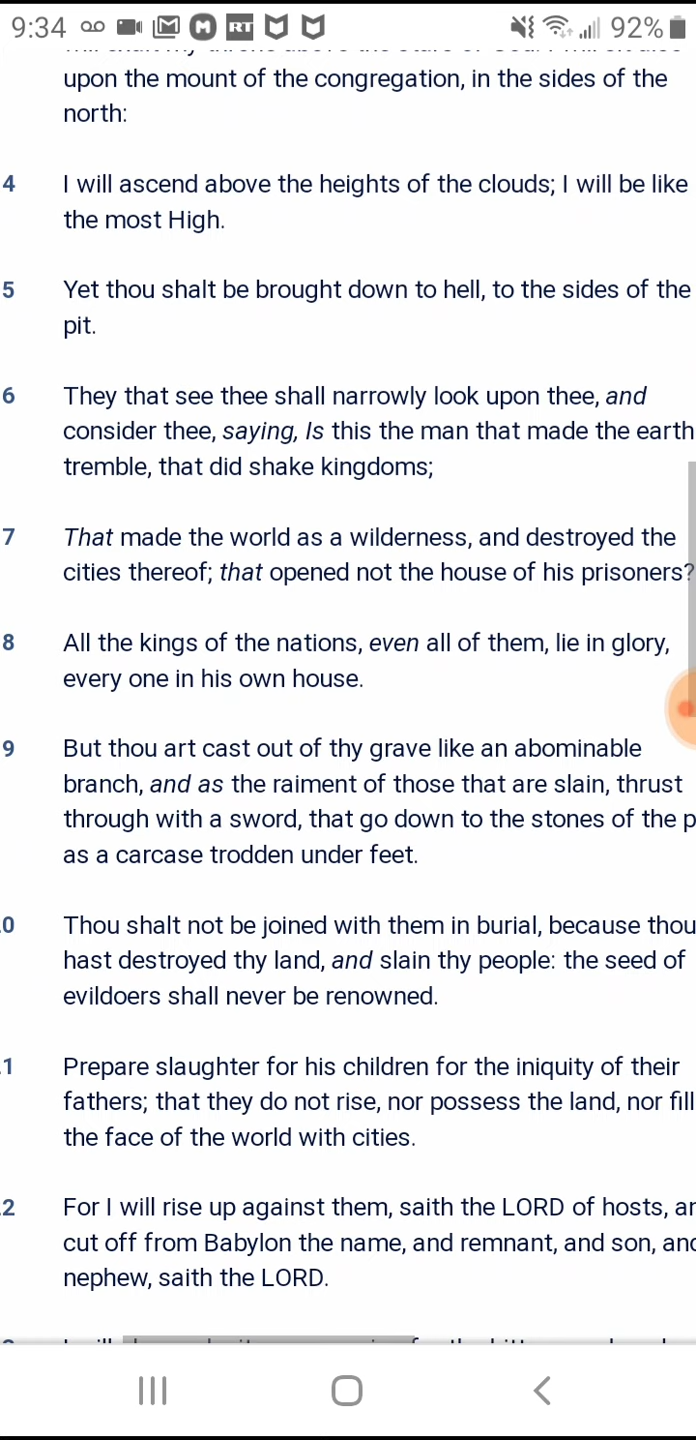 9:34 RT 92%
upon the mount of the congregation, in the sides of the
north:
4 I will ascend above the heights of the clouds; I will be like
the most High.
5 Yet thou shalt be brought down to hell, to the sides of the
pit.
6 They that see thee shall narrowly look upon thee, and
consider thee, saying, Is this the man that made the earth
tremble, that did shake kingdoms;
7 That made the world as a wilderness, and destroyed the
cities thereof; that opened not the house of his prisoners?
8 All the kings of the nations, even all of them, lie in glory,
every one in his own house.
9 But thou art cast out of thy grave like an abominable
branch, and as the raiment of those that are slain, thrust
through with a sword, that go down to the stones of the p
as a carcase trodden under feet.
0 Thou shalt not be joined with them in burial, because thou
hast destroyed thy land, and slain thy people: the seed of
evildoers shall never be renowned.
1 Prepare slaughter for his children for the iniquity of their
fathers; that they do not rise, nor possess the land, nor fill
the face of the world with cities.
2 For I will rise up against them, saith the LORD of hosts, an
cut off from Babylon the name, and remnant, and son, and
nephew, saith the LORD.